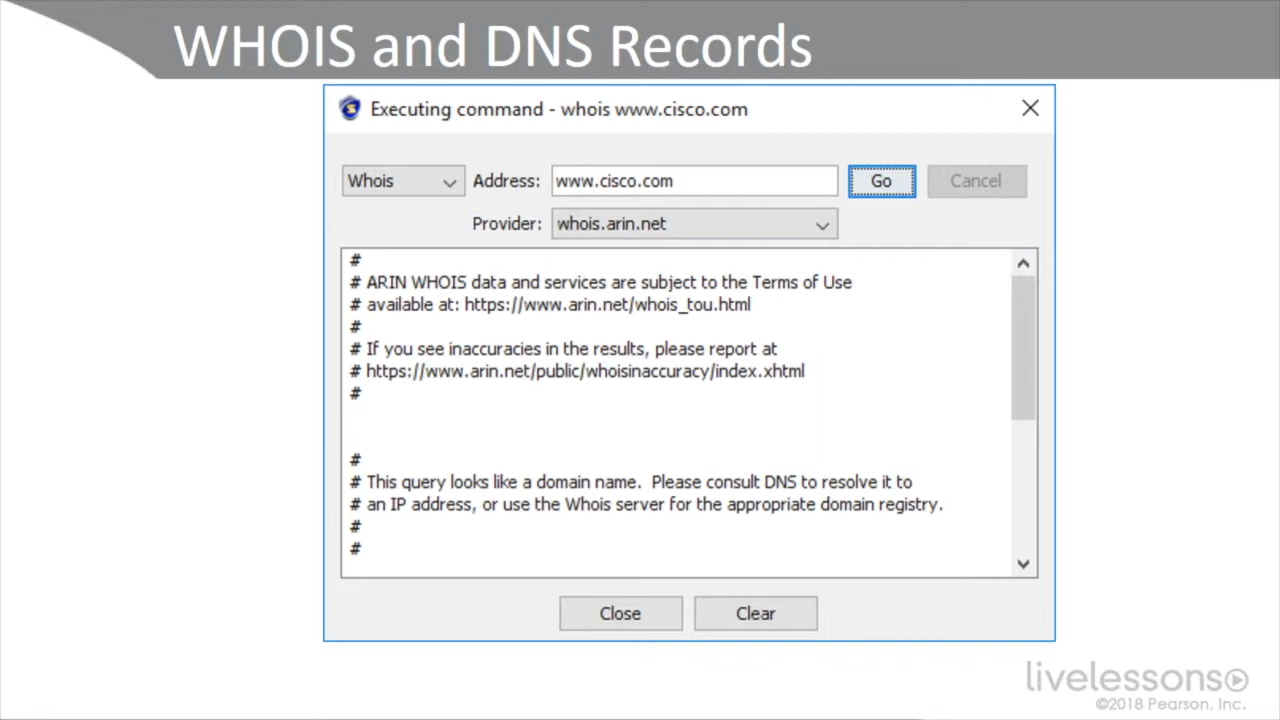 WHOIS and DNS Records
Executing command - whois www.cisco.com
Whois Address: www.cisco.com Go Cancel
Provider: whois.arin.net
#
# ARIN WHOIS data and services are subject to the Terms of Use
# available at: https://www.arin.net/whois_tou.html
#
# If you see inaccuracies in the results, please report at
# https://www.arin.net/public/whoisinaccuracy/index.xhtml
#
#
# This query looks like a domain name.  Please consult DNS to resolve it to
# an IP address, or use the Whois server for the appropriate domain registry.
#
#
Close Clear
livelessons
©2018 Pearson, Inc.